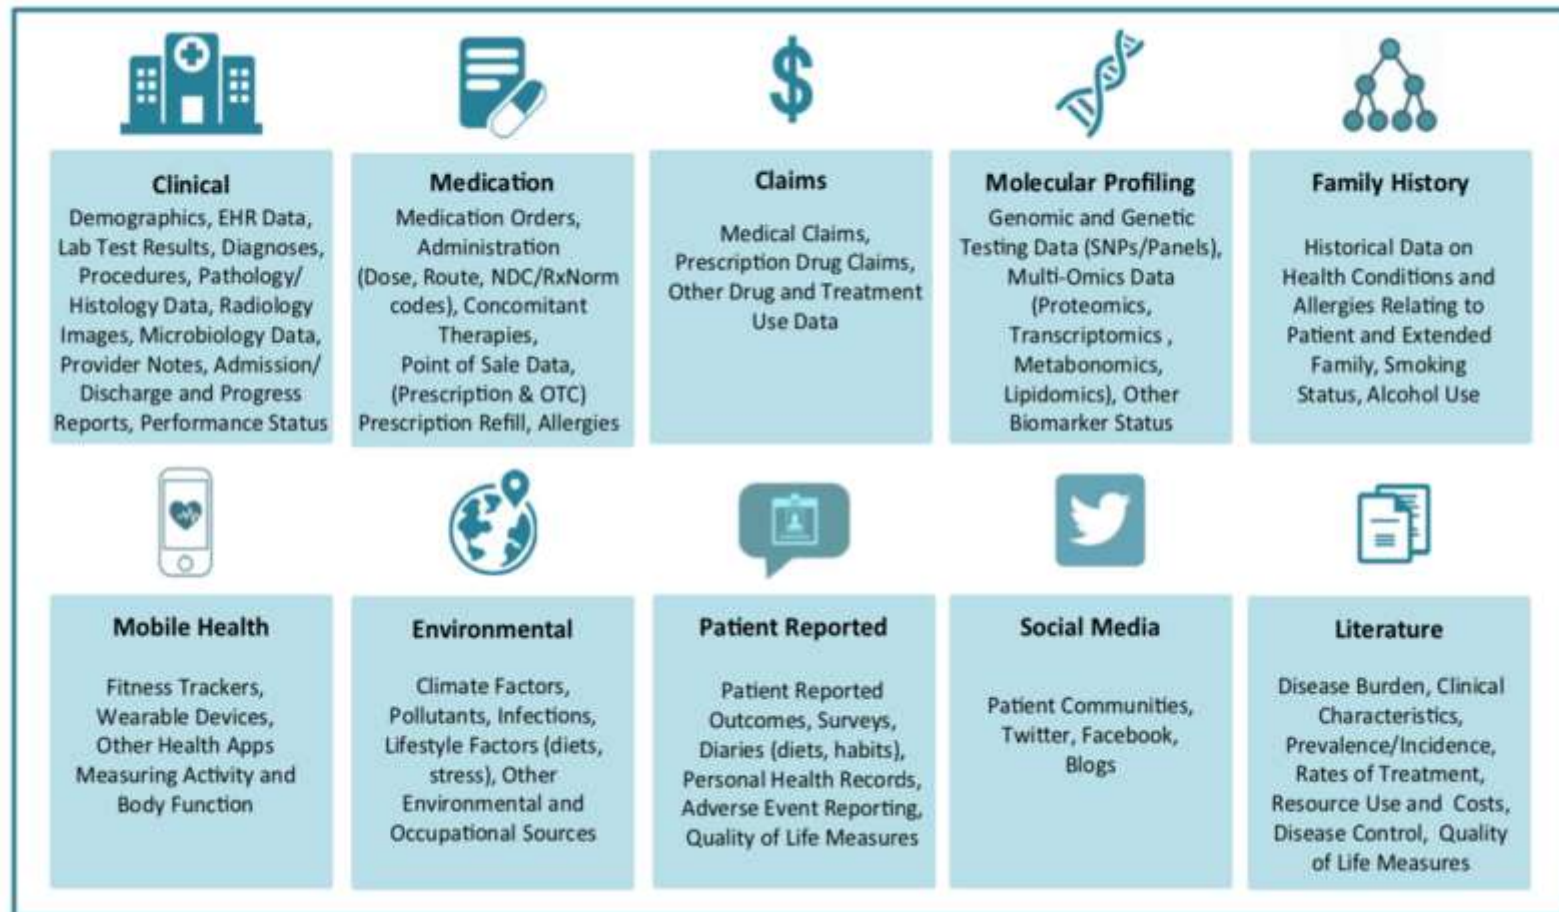 Clinical
Demographics, EHR Data,
Lab Test Results, Diagnoses,
Procedures, Pathology/
Histology Data, Radiology
Images, Microbiology Data,
Provider Notes, Admission/
Discharge and Progress
Reports, Performance Status
Medication
Medication Orders,
Administration
(Dose, Route, NDC/RxNorm
codes), Concomitant
Therapies,
Point of Sale Data,
(Prescription & OTC)
Prescription Refill, Allergies
Claims
Medical Claims,
Prescription Drug Claims,
Other Drug and Treatment
Use Data
Molecular Profiling
Genomic and Genetic
Testing Data (SNPs/Panels),
Multi-Omics Data
(Proteomics,
Transcriptomics ,
Metabonomics,
Lipidomics), Other
Biomarker Status
Family History
Historical Data on
Health Conditions and
Allergies Relating to
Patient and Extended
Family, Smoking
Status, Alcohol Use
Mobile Health
Fitness Trackers,
Wearable Devices,
Other Health Apps
Measuring Activity and
Body Function
Environmental
Climate Factors,
Pollutants, Infections,
Lifestyle Factors (diets,
stress), Other
Environmental and
Occupational Sources
Patient Reported
Patient Reported
Outcomes, Surveys,
Diaries (diets, habits),
Personal Health Records,
Adverse Event Reporting,
Quality of Life Measures
Social Media
Patient Communities,
Twitter, Facebook,
Blogs
Literature
Disease Burden, Clinical
Characteristics,
Prevalence/Incidence,
Rates of Treatment,
Resource Use and Costs,
Disease Control, Quality
of Life Measures